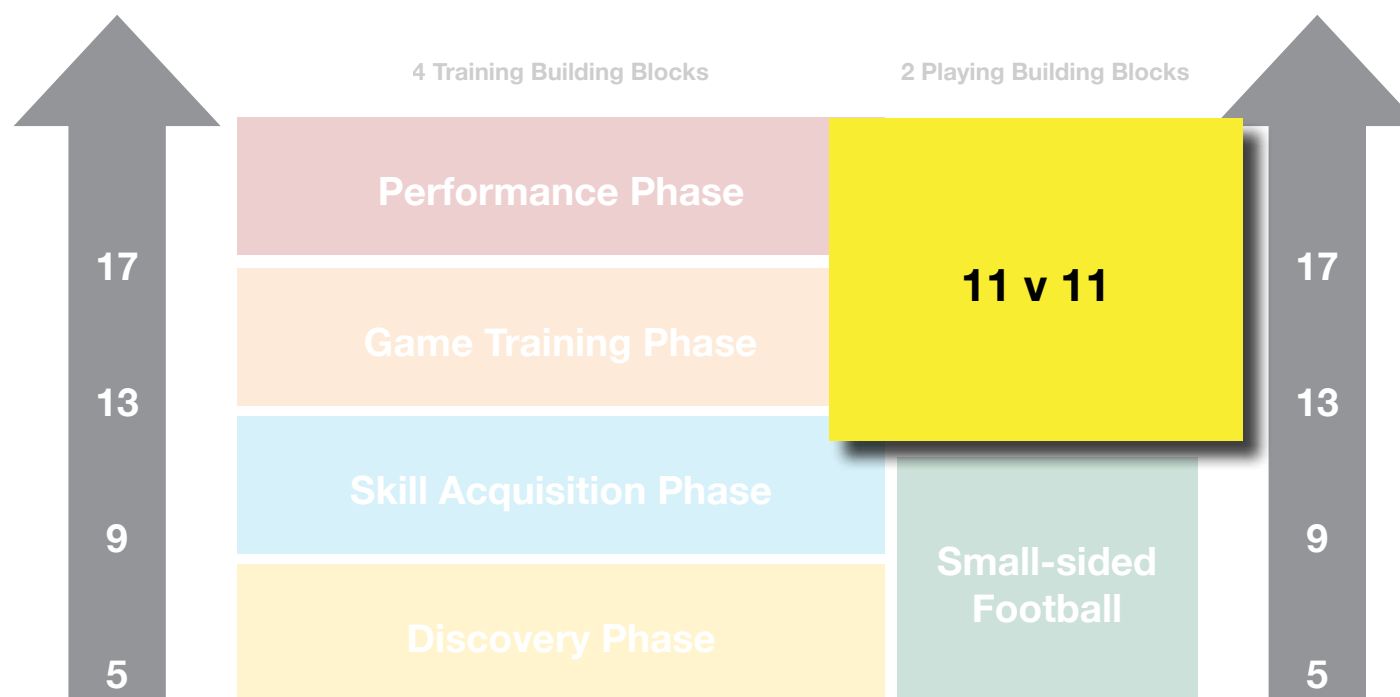 4 Training Building Blocks
2 Playing Building Blocks
Performance Phase
11 v 11
17
17
Game Training Phase
13
13
Skill Acquisition Phase
9
9
Small-sided
Football
Discovery Phase
5
5